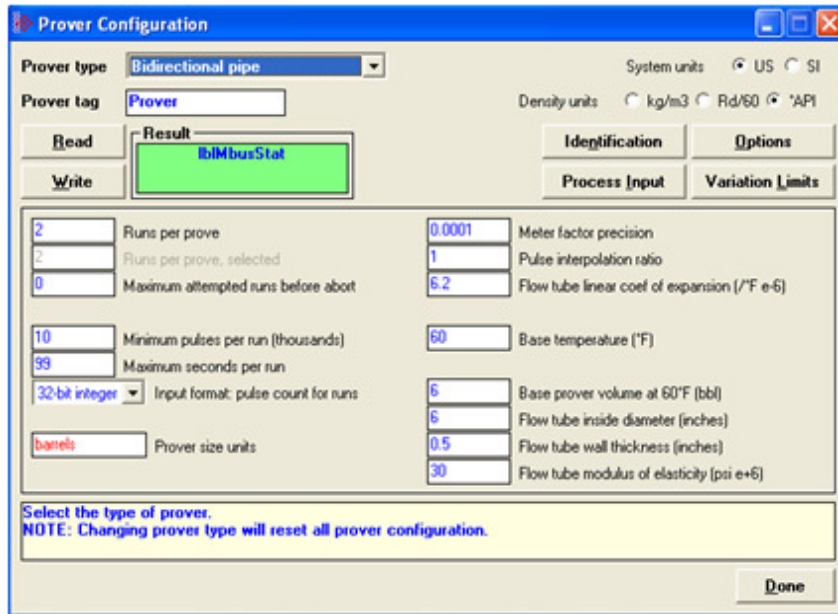 Prover Configuration
Prover type Bidirectional pipe System units US SI
Prover tag Prover Density units kg/m3 Rd/60 °API
Read Result Identification Options
lblMbusStat
Write Process Input Variation Limits
2 Runs per prove 0.0001 Meter factor precision
2 Runs per prove, selected 1 Pulse interpolation ratio
0 Maximum attempted runs before abort 6.2 Flow tube linear coef of expansion (/°F e-6)
10 Minimum pulses per run (thousands) 60 Base temperature (°F)
99 Maximum seconds per run
32-bit integer Input format: pulse count for runs 6 Base prover volume at 60°F (bbl)
6 Flow tube inside diameter (inches)
barrels Prover size units 0.5 Flow tube wall thickness (inches)
30 Flow tube modulus of elasticity (psi e+6)
Select the type of prover.
NOTE: Changing prover type will reset all prover configuration.
Done